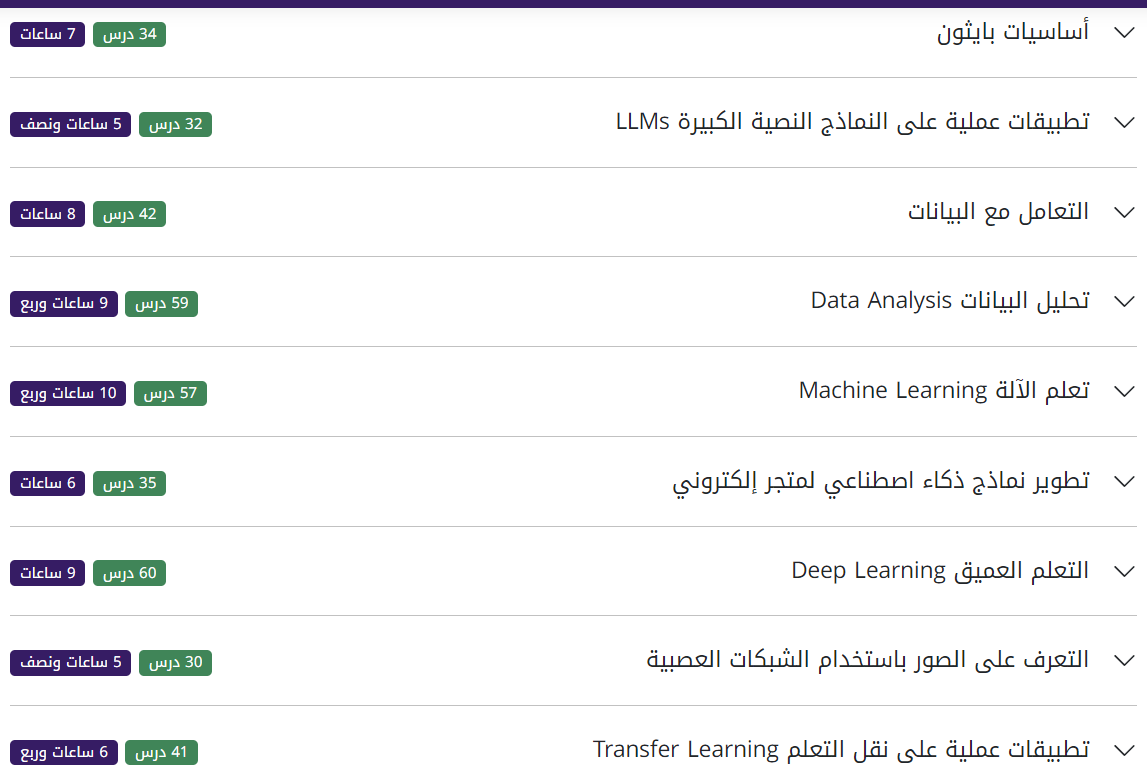 أساسيات بايثون 34 درس 7 ساعات
تطبيقات عملية على النماذج النصية الكبيرة LLMs 32 درس 5 ساعات ونصف
التعامل مع البيانات 42 درس 8 ساعات
تحليل البيانات Data Analysis 59 درس 9 ساعات وربع
تعلم الآلة Machine Learning 57 درس 10 ساعات وربع
تطوير نماذج ذكاء اصطناعي لمتجر إلكتروني 35 درس 6 ساعات
التعلم العميق Deep Learning 60 درس 9 ساعات
التعرف على الصور باستخدام الشبكات العصبية 30 درس 5 ساعات ونصف
تطبيقات عملية على نقل التعلم Transfer Learning 41 درس 6 ساعات وربع